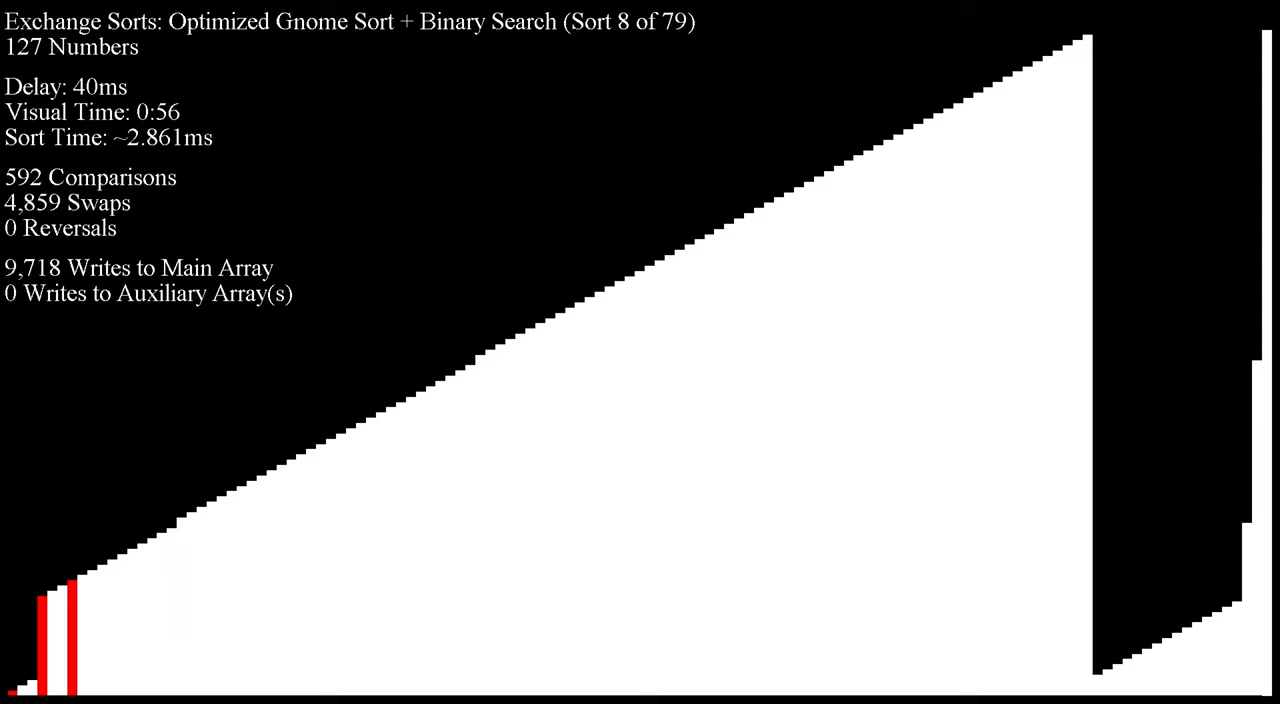 Exchange Sorts: Optimized Gnome Sort + Binary Search (Sort 8 of 79)
127 Numbers
Delay: 40ms
Visual Time: 0:56
Sort Time: ~2.861ms
592 Comparisons
4,859 Swaps
0 Reversals
9,718 Writes to Main Array
0 Writes to Auxiliary Array(s)